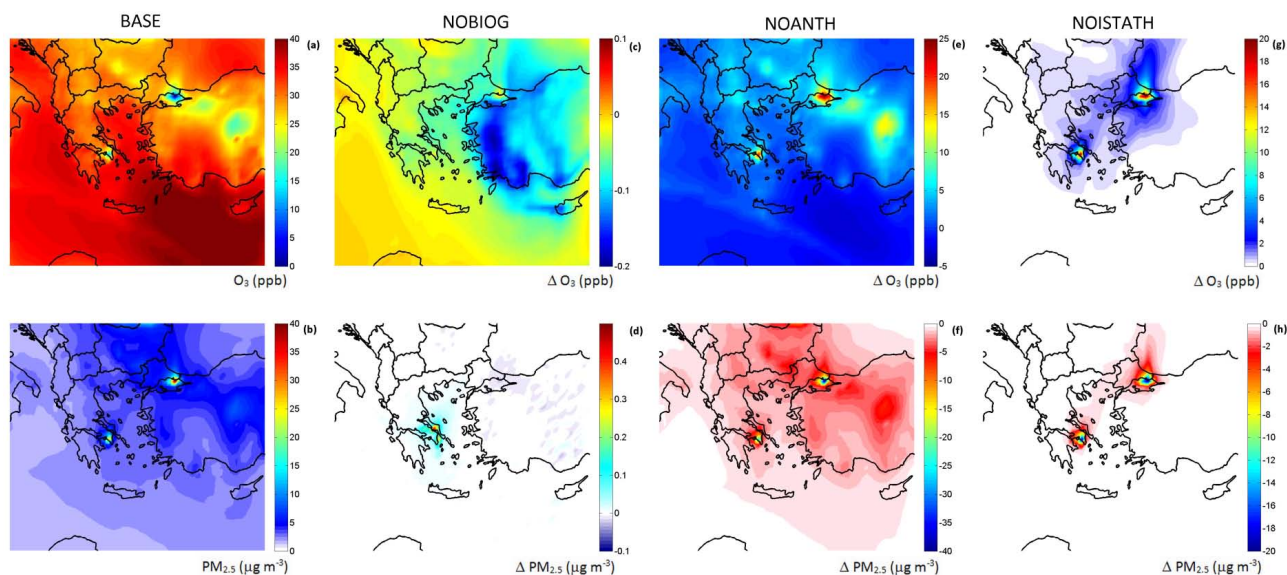 BASE NOBIOG NOANTH NOISTATH
40 (a) 0.1 (c) 25 (e) 20 (g)
35 20 18
30 0 15 16
25 14
20 10 12
15 -0.1 5 10
10 0 8
5 6
0 -0.2 -5 4
2
0
O₃ (ppb) Δ O₃ (ppb) Δ O₃ (ppb) Δ O₃ (ppb)
40 (b) (d) 0 (f) 0 (h)
35 0.4 -5 -2
30 -10 -4
25 0.3 -15 -6
20 0.2 -20 -8
15 -25 -10
10 0.1 -30 -12
5 0 -35 -14
0 -0.1 -40 -16
-18
-20
PM₂.₅ (µg m⁻³) Δ PM₂.₅ (µg m⁻³) Δ PM₂.₅ (µg m⁻³) Δ PM₂.₅ (µg m⁻³)